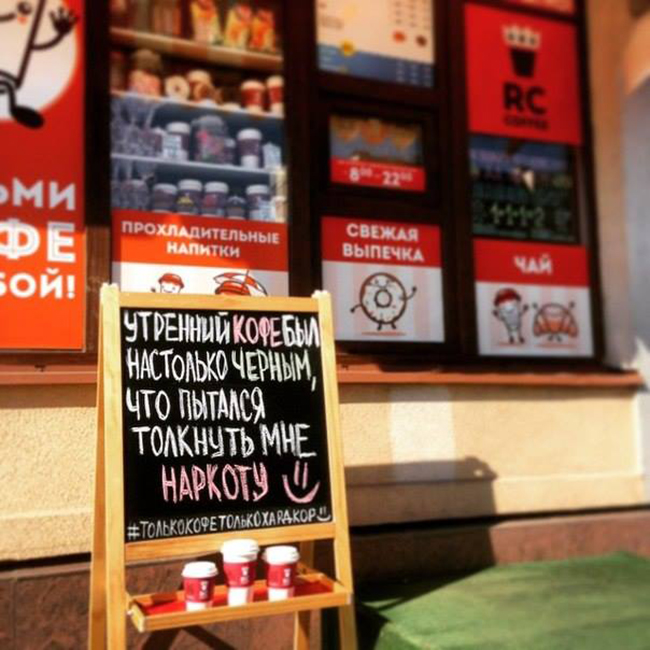 ЬМИ
ФЕ
БОЙ!
ПРОХЛАДИТЕЛЬНЫЕ
НАПИТКИ
8⁰⁰-22⁰⁰
СВЕЖАЯ
ВЫПЕЧКА
RC
COFFEE
ЧАЙ
УТРЕННИЙ КОФЕ БЫЛ
НАСТОЛЬКО ЧЕРНЫМ,
ЧТО ПЫТАЛСЯ
ТОЛКНУТЬ МНЕ
НАРКОТУ
#ТОЛЬКОКОФЕТОЛЬКОХАРДКОР